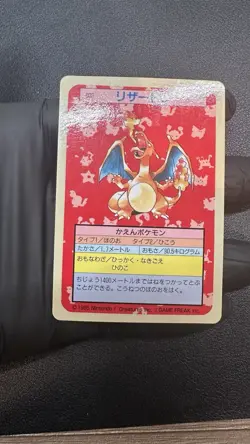 リザードン
かえんポケモン
タイプ1/ほのお タイプ2/ひこう
たかさ/1.7メートル おもさ/90.5キログラム
おもなわざ/ひっかく・なきごえ
ひのこ
ちじょう1400メートルまではねをつかってとぶ
ことができる。こうねつのほのおをはく。
© 1995 Nintendo / Creatures inc. / GAME FREAK inc.